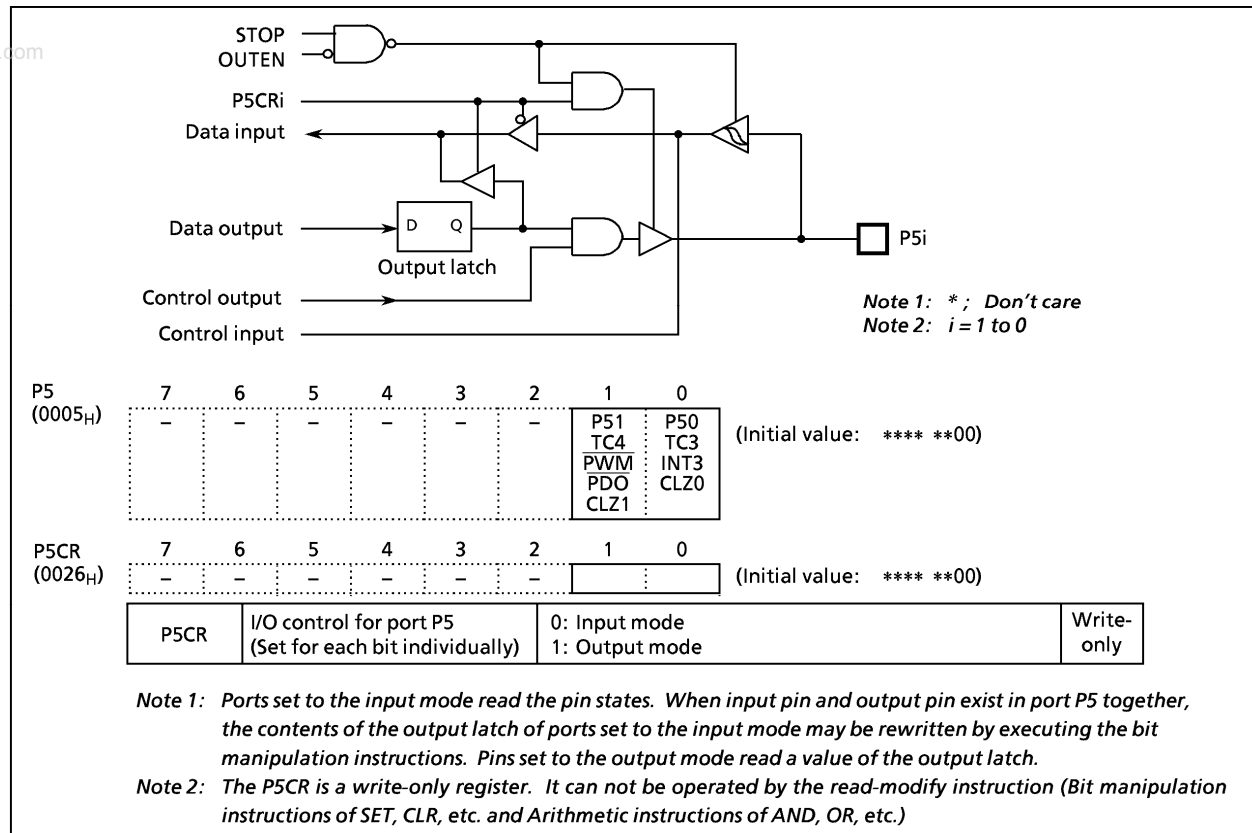 .com
STOP
OUTEN
P5CRi
Data input
Data output
D Q
Output latch
Control output
Control input
P5i
Note 1: * ; Don't care
Note 2: i = 1 to 0
P5
(0005H)
7 6 5 4 3 2 1 0
– – – – – – P51 P50
TC4 TC3
PWM INT3
PDO CLZ0
CLZ1
(Initial value: **** **00)
P5CR
(0026H)
7 6 5 4 3 2 1 0
– – – – – –
(Initial value: **** **00)
P5CR
I/O control for port P5
(Set for each bit individually)
0: Input mode
1: Output mode
Write-
only
Note 1: Ports set to the input mode read the pin states. When input pin and output pin exist in port P5 together,
the contents of the output latch of ports set to the input mode may be rewritten by executing the bit
manipulation instructions. Pins set to the output mode read a value of the output latch.
Note 2: The P5CR is a write-only register. It can not be operated by the read-modify instruction (Bit manipulation
instructions of SET, CLR, etc. and Arithmetic instructions of AND, OR, etc.)